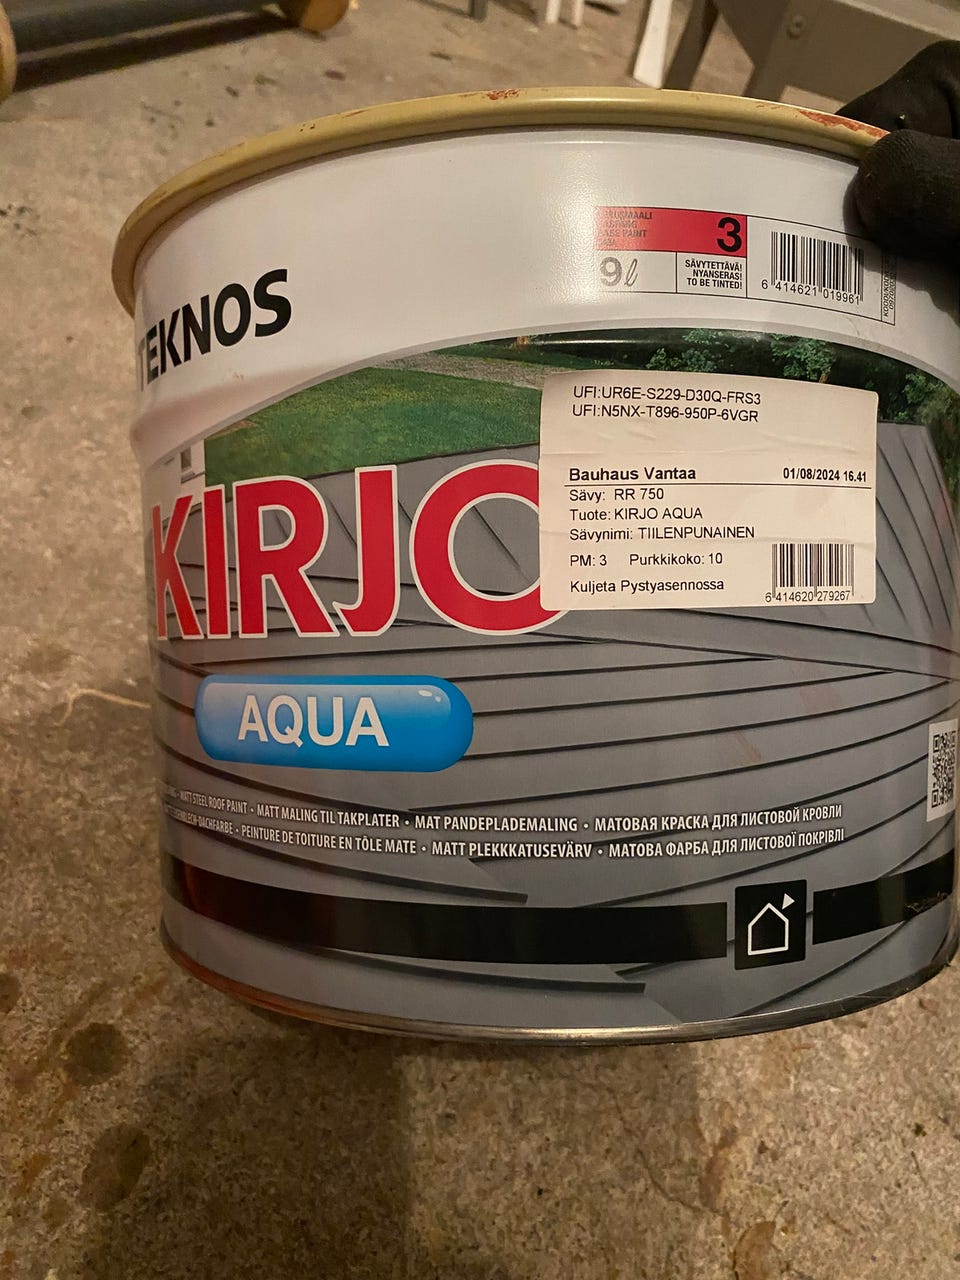 TEKNOS
3
PAINT
9ℓ
SÄVYTETTÄVÄ!
NYANSERAS!
TO BE TINTED!
6 414621 019961
UFI:UR6E-S229-D30Q-FRS3
UFI:N5NX-T896-950P-6VGR
Bauhaus Vantaa 01/08/2024 16.41
Sävy: RR 750
Tuote: KIRJO AQUA
Sävynimi: TIILENPUNAINEN
PM: 3 Purkkikoko: 10
Kuljeta Pystyasennossa
6 414620 279267
KIRJO
AQUA
MATT STEEL ROOF PAINT • MATT MALING TIL TAKPLATER • MAT PANDEPLADEMALING • МАТОВАЯ КРАСКА ДЛЯ ЛИСТОВОЙ КРОВЛИ
• PEINTURE DE TOITURE EN TÔLE MATE • MATT PLEKKKATUSEVÄRV • МАТОВА ФАРБА ДЛЯ ЛИСТОВОЇ ПОКРІВЛІ